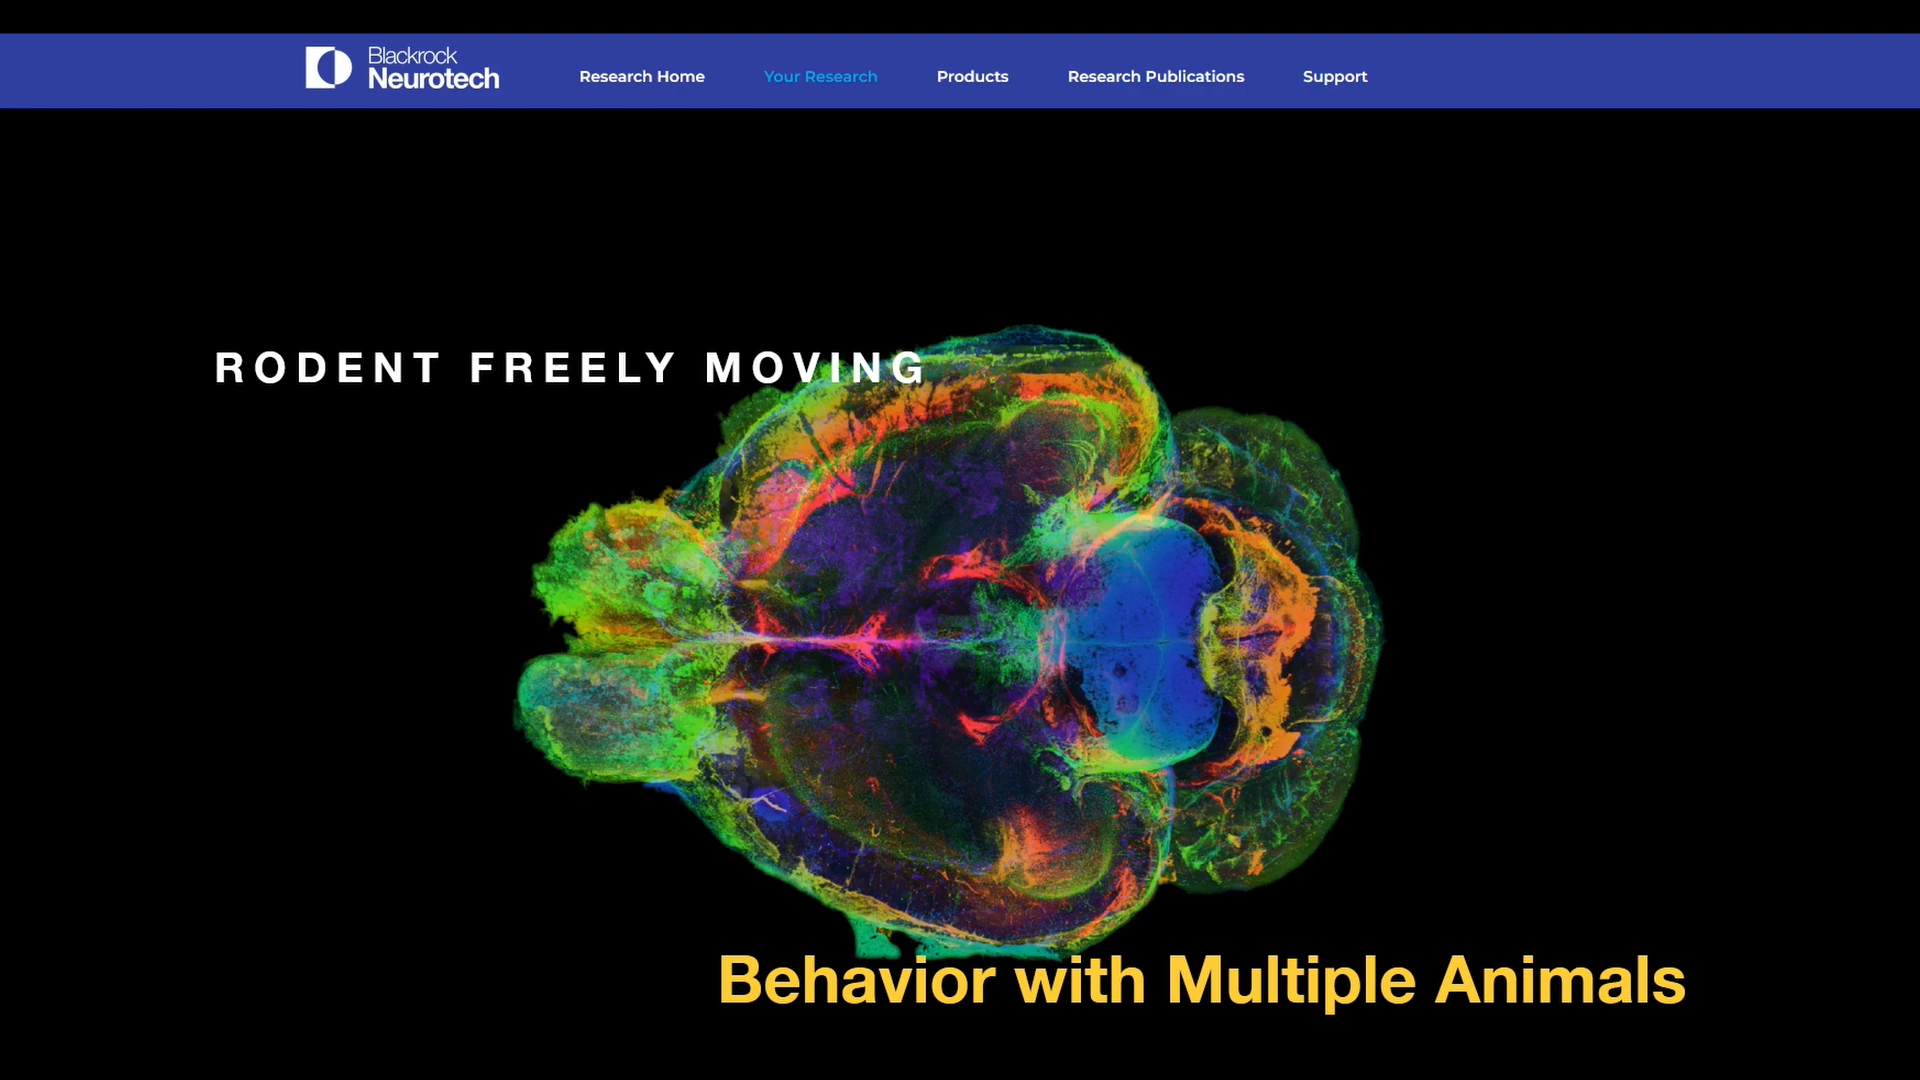 Blackrock
Neurotech
Research Home Your Research Products Research Publications Support
RODENT FREELY MOVING
Behavior with Multiple Animals